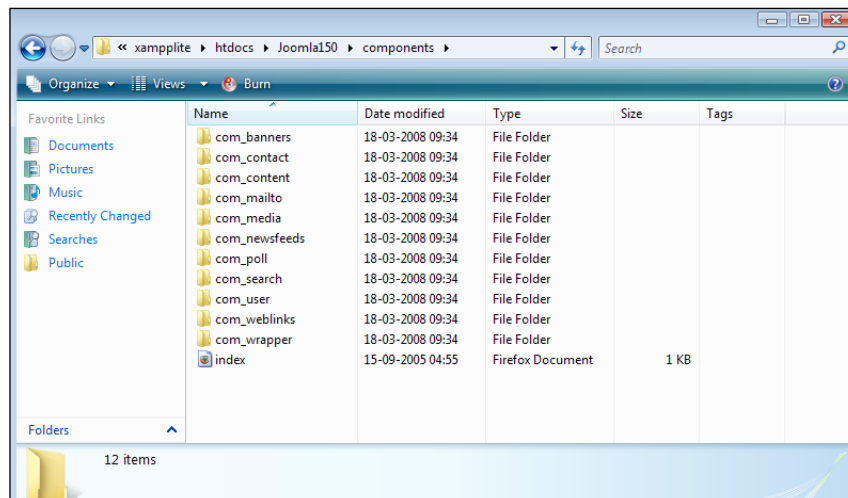 « xampplite ▸ htdocs ▸ Joomla150 ▸ components ▸ Search
Organize Views Burn
Favorite Links
Documents
Pictures
Music
Recently Changed
Searches
Public
Folders
Name Date modified Type Size Tags
com_banners 18-03-2008 09:34 File Folder
com_contact 18-03-2008 09:34 File Folder
com_content 18-03-2008 09:34 File Folder
com_mailto 18-03-2008 09:34 File Folder
com_media 18-03-2008 09:34 File Folder
com_newsfeeds 18-03-2008 09:34 File Folder
com_poll 18-03-2008 09:34 File Folder
com_search 18-03-2008 09:34 File Folder
com_user 18-03-2008 09:34 File Folder
com_weblinks 18-03-2008 09:34 File Folder
com_wrapper 18-03-2008 09:34 File Folder
index 15-09-2005 04:55 Firefox Document 1 KB
12 items